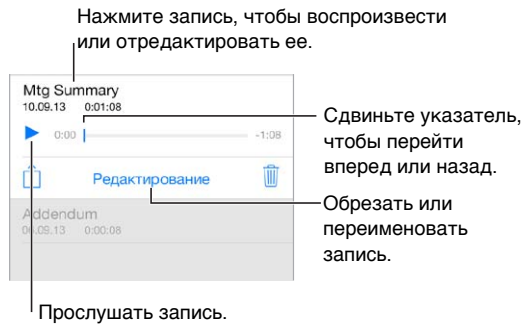 Нажмите запись, чтобы воспроизвести
или отредактировать ее.
Mtg Summary
10.09.13 0:01:08
0:00 -1:08
Сдвиньте указатель,
чтобы перейти
вперед или назад.
Редактирование
Обрезать или
переименовать
запись.
Addendum
06.09.13 0:00:08
Прослушать запись.